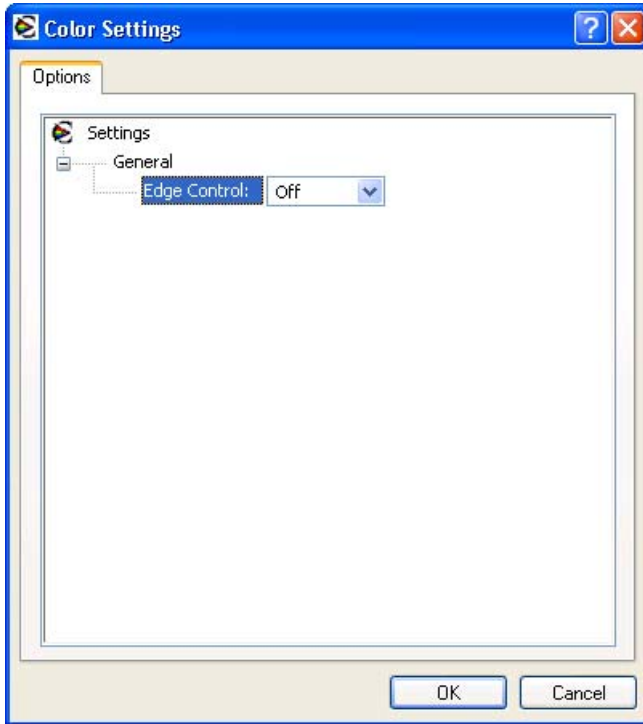 Color Settings
Options
Settings
General
Edge Control: Off
OK Cancel